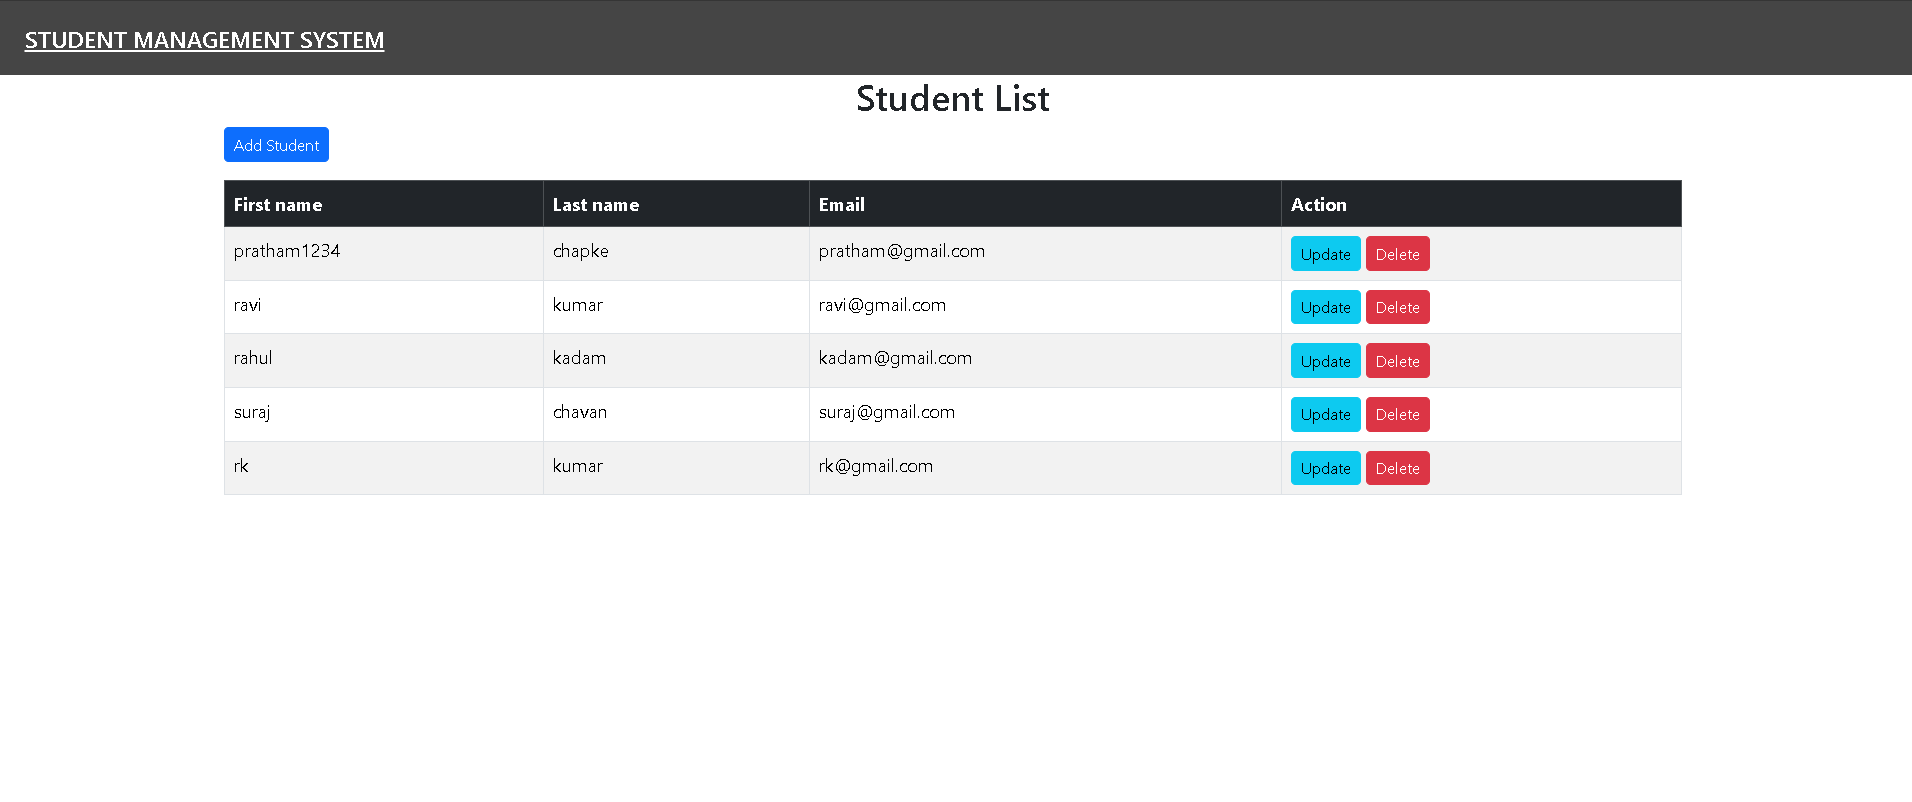 STUDENT MANAGEMENT SYSTEM
Student List
Add Student
First name Last name Email Action
pratham1234 chapke pratham@gmail.com Update Delete
ravi kumar ravi@gmail.com Update Delete
rahul kadam kadam@gmail.com Update Delete
suraj chavan suraj@gmail.com Update Delete
rk kumar rk@gmail.com Update Delete